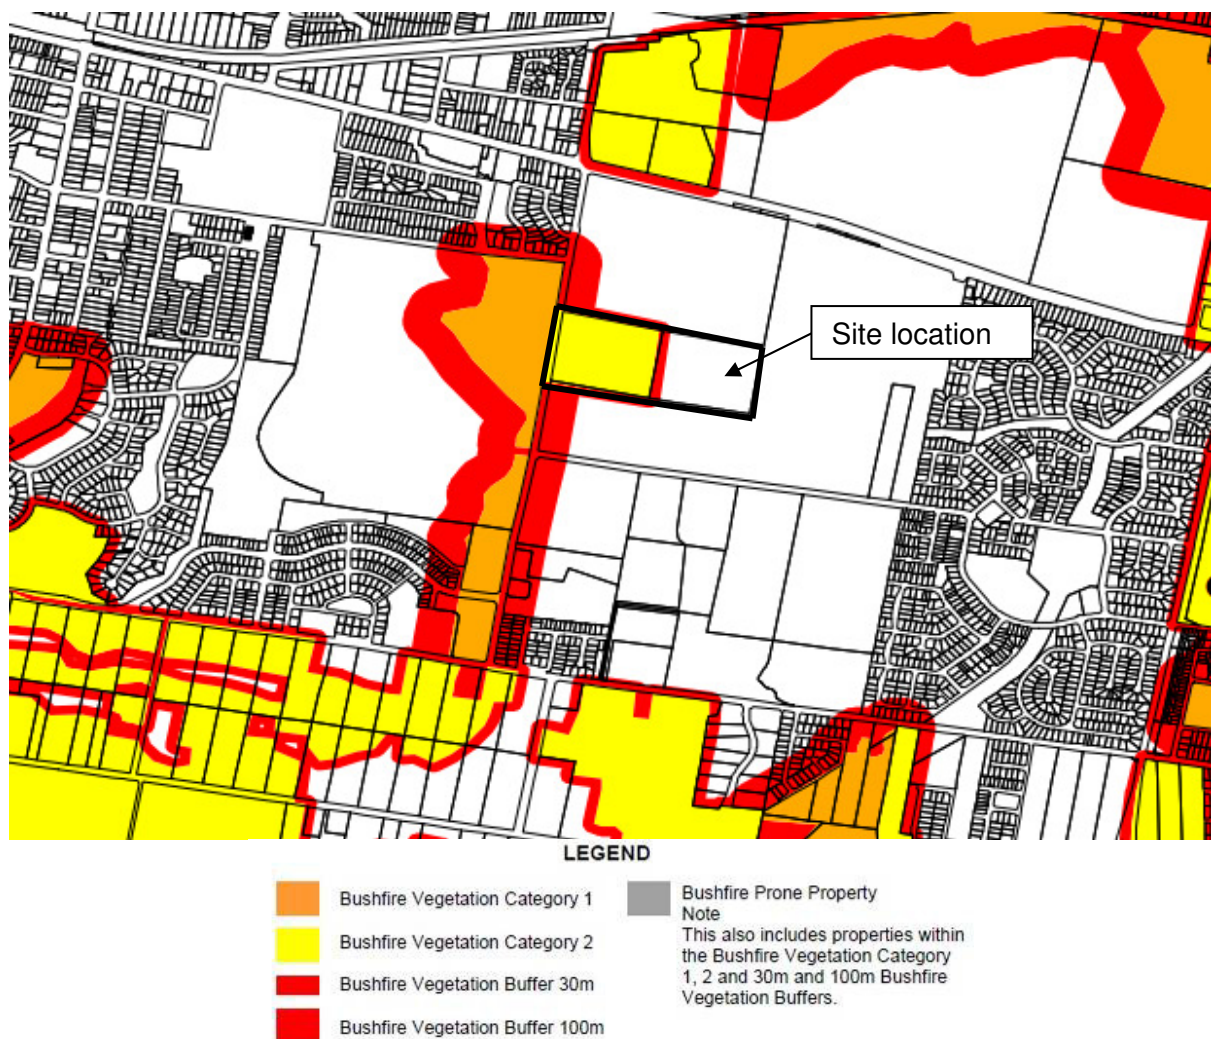 Site location
LEGEND
Bushfire Vegetation Category 1
Bushfire Vegetation Category 2
Bushfire Vegetation Buffer 30m
Bushfire Vegetation Buffer 100m
Bushfire Prone Property
Note
This also includes properties within
the Bushfire Vegetation Category
1, 2 and 30m and 100m Bushfire
Vegetation Buffers.